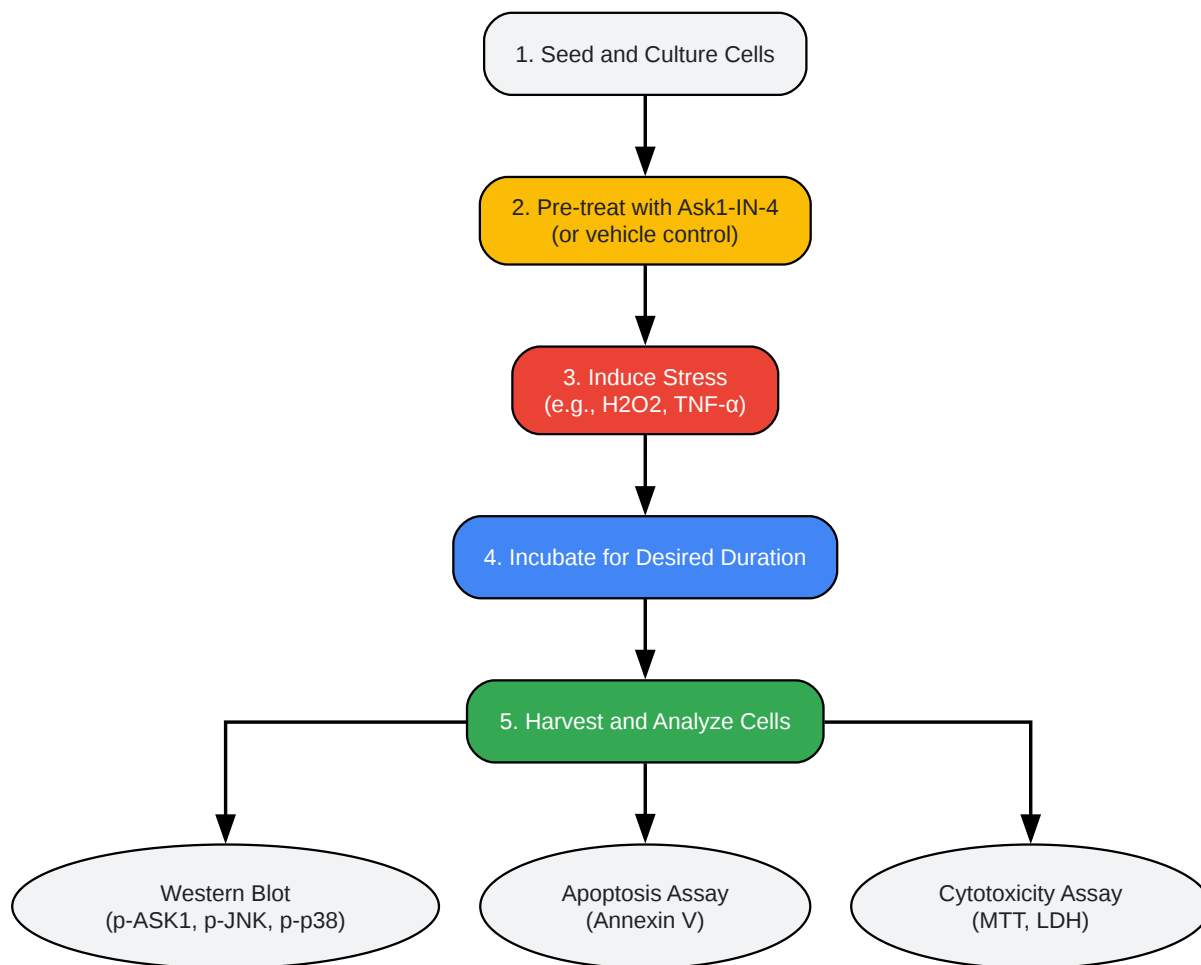 1. Seed and Culture Cells
2. Pre-treat with Ask1-IN-4
(or vehicle control)
3. Induce Stress
(e.g., H2O2, TNF-α)
4. Incubate for Desired Duration
5. Harvest and Analyze Cells
Western Blot
(p-ASK1, p-JNK, p-p38)
Apoptosis Assay
(Annexin V)
Cytotoxicity Assay
(MTT, LDH)